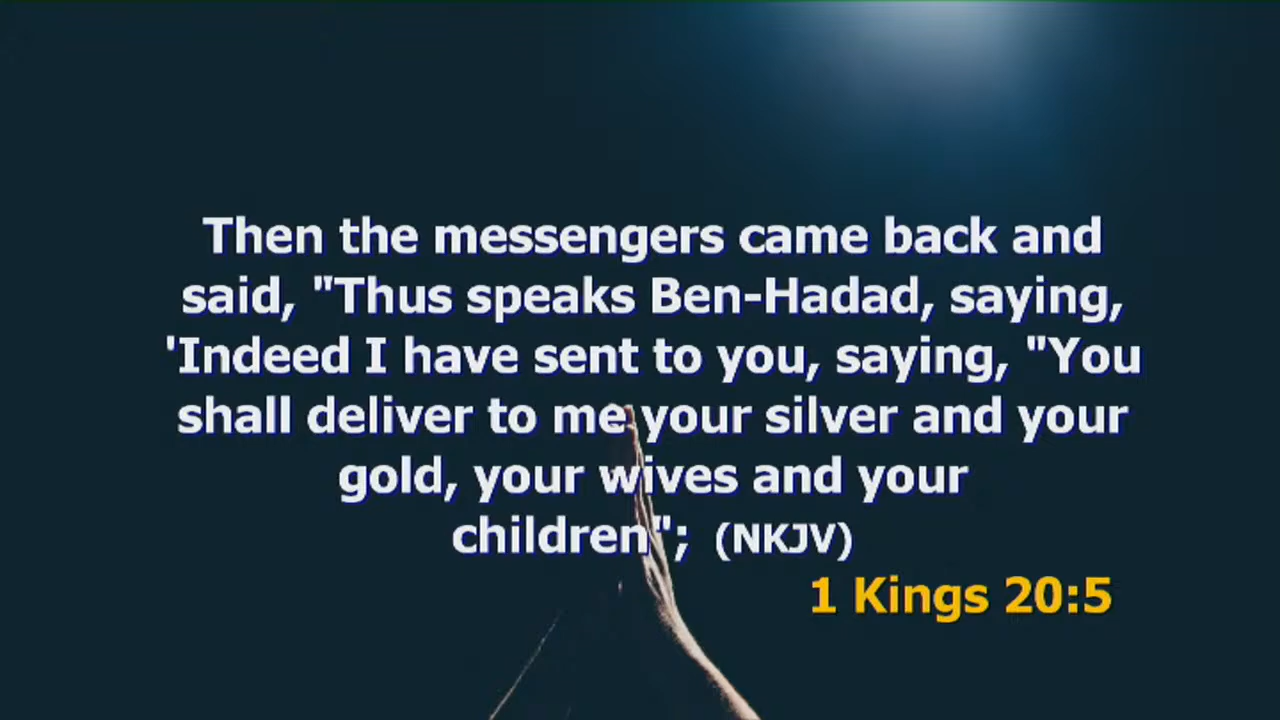 Then the messengers came back and
said, "Thus speaks Ben-Hadad, saying,
'Indeed I have sent to you, saying, "You
shall deliver to me your silver and your
gold, your wives and your
children"; (NKJV)
1 Kings 20:5